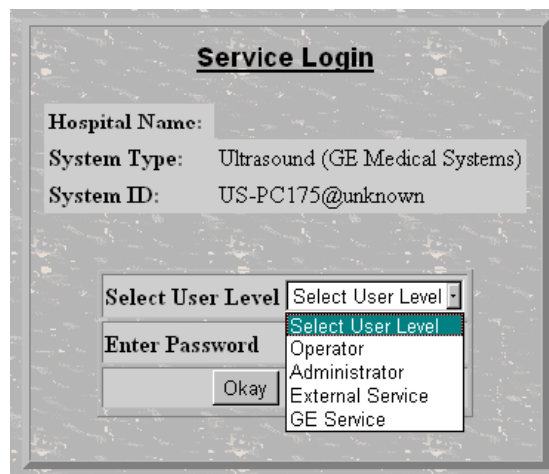 Service Login
Hospital Name:
System Type: Ultrasound (GE Medical Systems)
System ID: US-PC175@unknown
Select User Level Select User Level
Select User Level
Operator
Administrator
External Service
GE Service
Enter Password
Okay